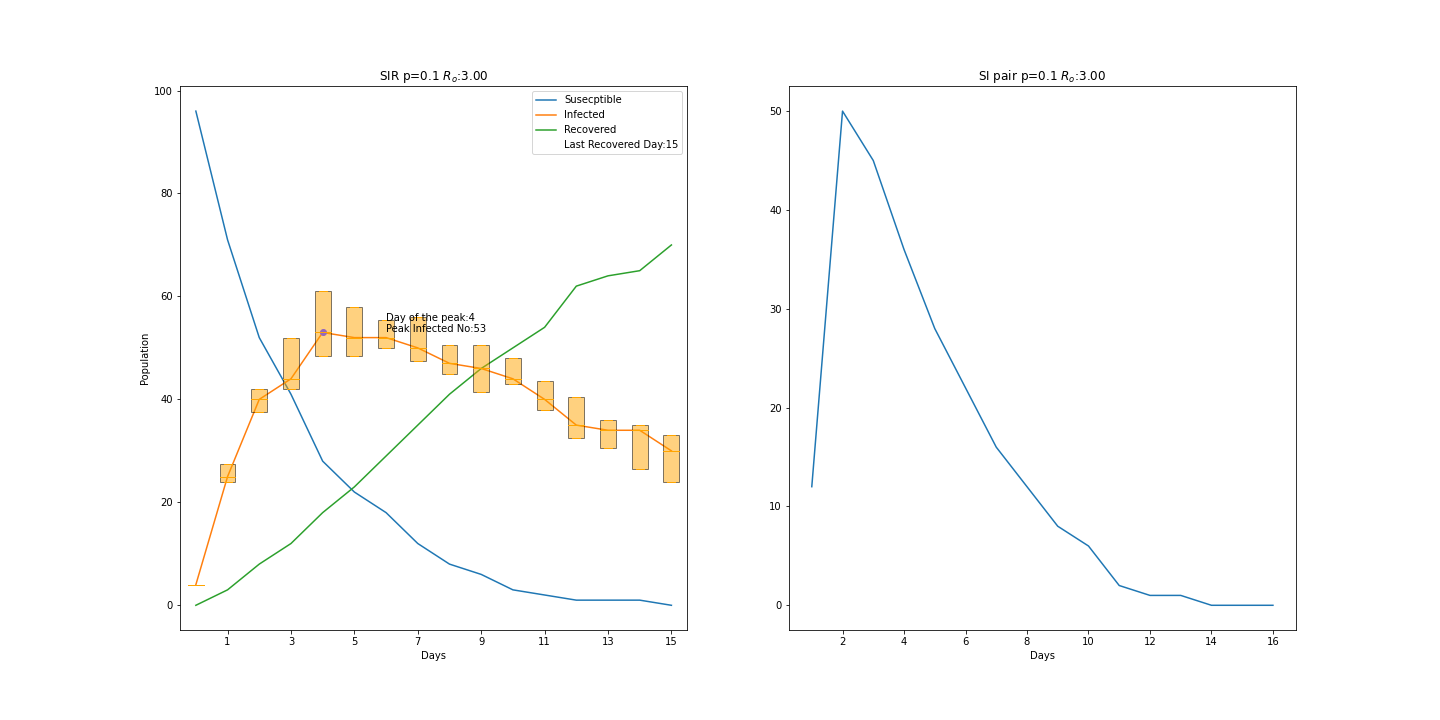 SIR p=0.1 Rₒ:3.00
100
80
60
40
20
0
Population
Susecptible
Infected
Recovered
Last Recovered Day:15
Day of the peak:4
Peak Infected No:53
1 3 5 7 9 11 13 15
Days
SI pair p=0.1 Rₒ:3.00
50
40
30
20
10
0
2 4 6 8 10 12 14 16
Days